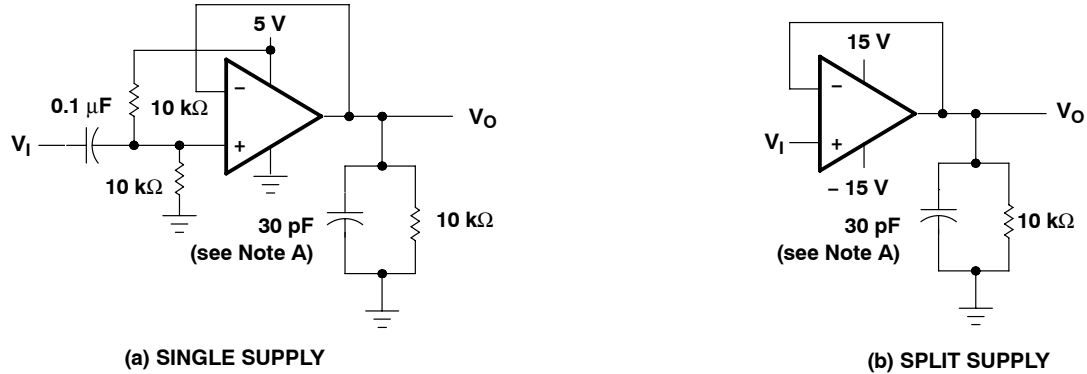 5 V
−
0.1 μF
10 kΩ
V_I
+
V_O
10 kΩ
30 pF
(see Note A)
10 kΩ
(a) SINGLE SUPPLY
15 V
−
V_I
+
V_O
– 15 V
30 pF
(see Note A)
10 kΩ
(b) SPLIT SUPPLY